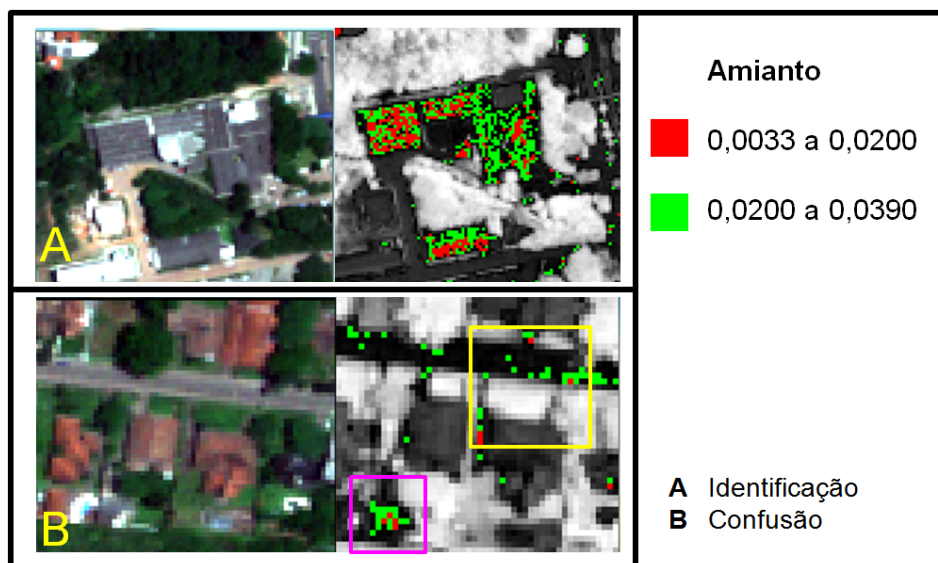 A
B
Amianto
0,0033 a 0,0200
0,0200 a 0,0390
A Identificação
B Confusão